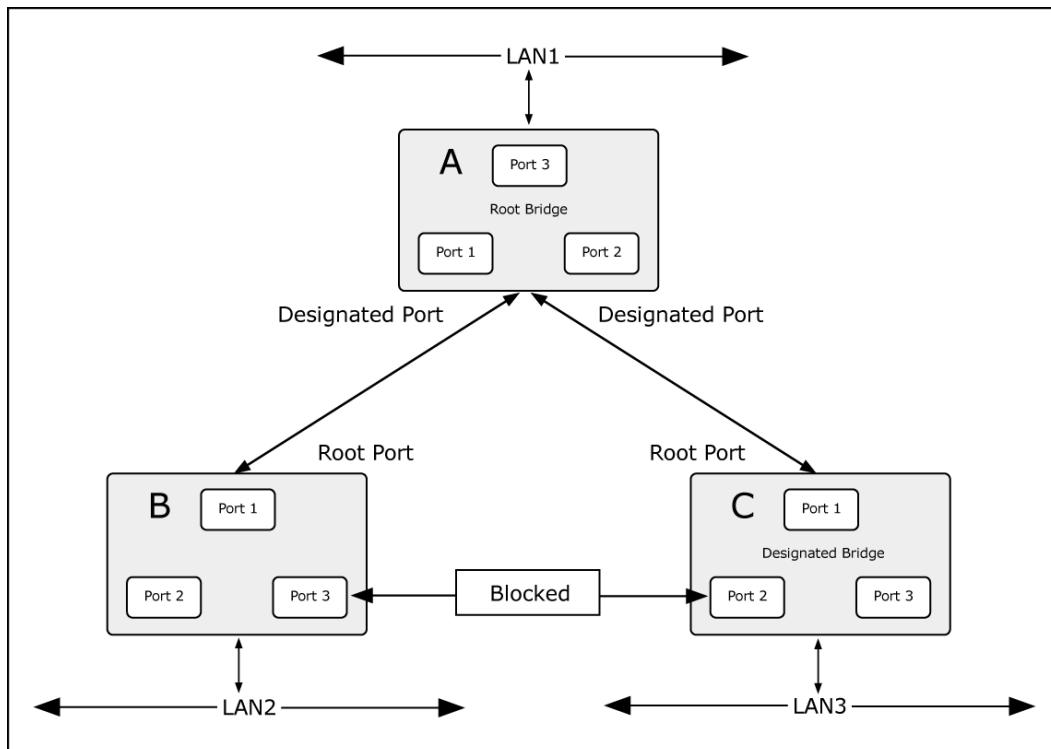 LAN1
A
Port 3
Root Bridge
Port 1
Port 2
Designated Port
Designated Port
Root Port
Root Port
B
Port 1
C
Port 1
Designated Bridge
Port 2
Port 3
Blocked
Port 2
Port 3
LAN2
LAN3